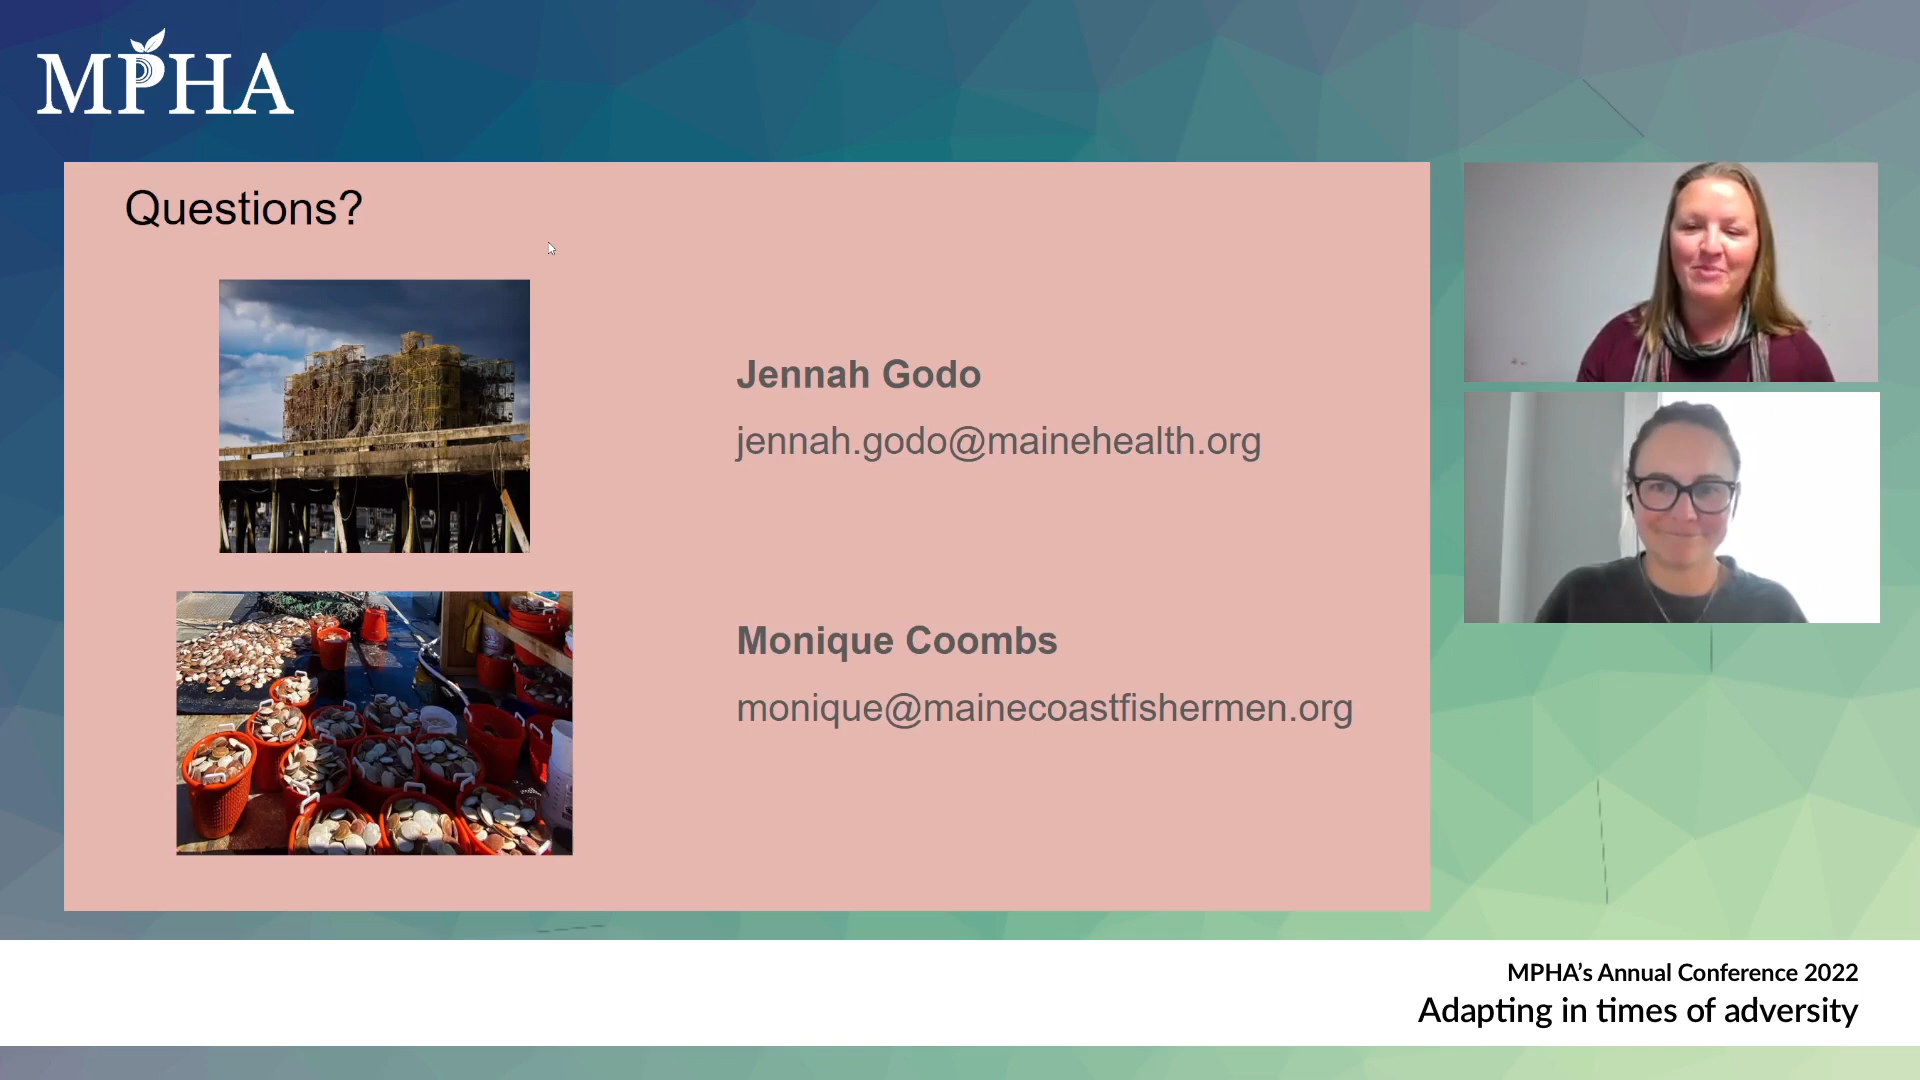 MPHA
Questions?
Jennah Godo
jennah.godo@mainehealth.org
Monique Coombs
monique@mainecoastfishermen.org
MPHA’s Annual Conference 2022
Adapting in times of adversity